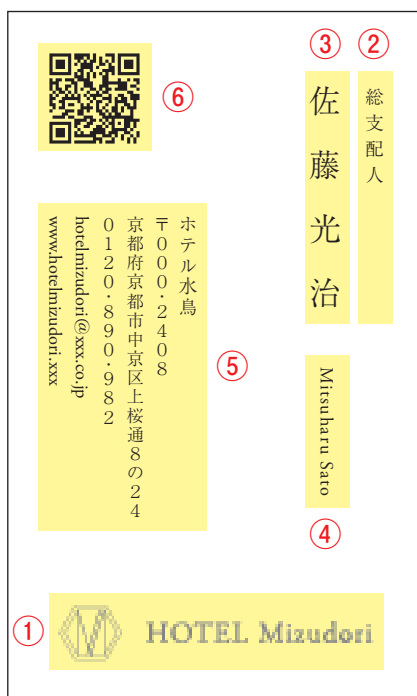 ②
総支配人
③
佐藤光治
Mitsuharu Sato
④
⑥
⑤
ホテル水鳥
〒000・2408
京都府京都市中京区上桜通8の24
0120・890・982
hotelmizudori@xxx.co.jp
www.hotelmizudori.xxx
①
HOTEL Mizudori